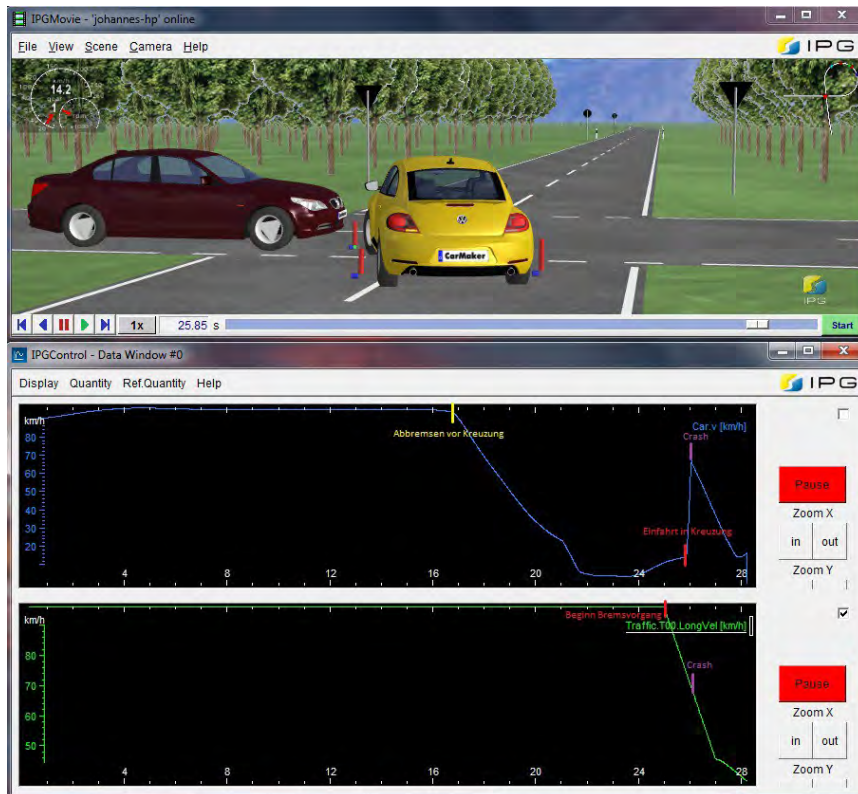 IPGMovie - 'johannes-hp' online
File View Scene Camera Help
IPG
14.2
CarMaker
IPG
1x 25.85 s Start
IPGControl - Data Window #0
Display Quantity Ref.Quantity Help
IPG
km/h
Abbremsen vor Kreuzung
Car.v [km/h]
Crash
80
70
60
50
40
30
20
Einfahrt in Kreuzung
4 8 12 16 20 24 28
Pause
Zoom X
in out
Zoom Y
km/h
Beginn Bremsvorgang
Traffic.T00.LongVel [km/h]
Crash
80
70
60
50
4 8 12 16 20 24 28
Pause
Zoom X
in out
Zoom Y